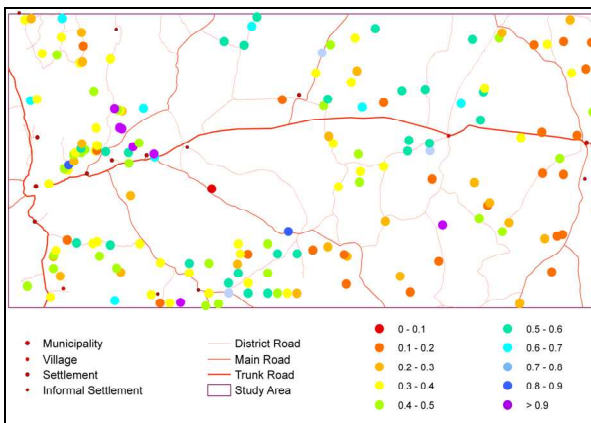 Municipality
Village
Settlement
Informal Settlement
District Road
Main Road
Trunk Road
Study Area
0 - 0.1
0.1 - 0.2
0.2 - 0.3
0.3 - 0.4
0.4 - 0.5
0.5 - 0.6
0.6 - 0.7
0.7 - 0.8
0.8 - 0.9
> 0.9